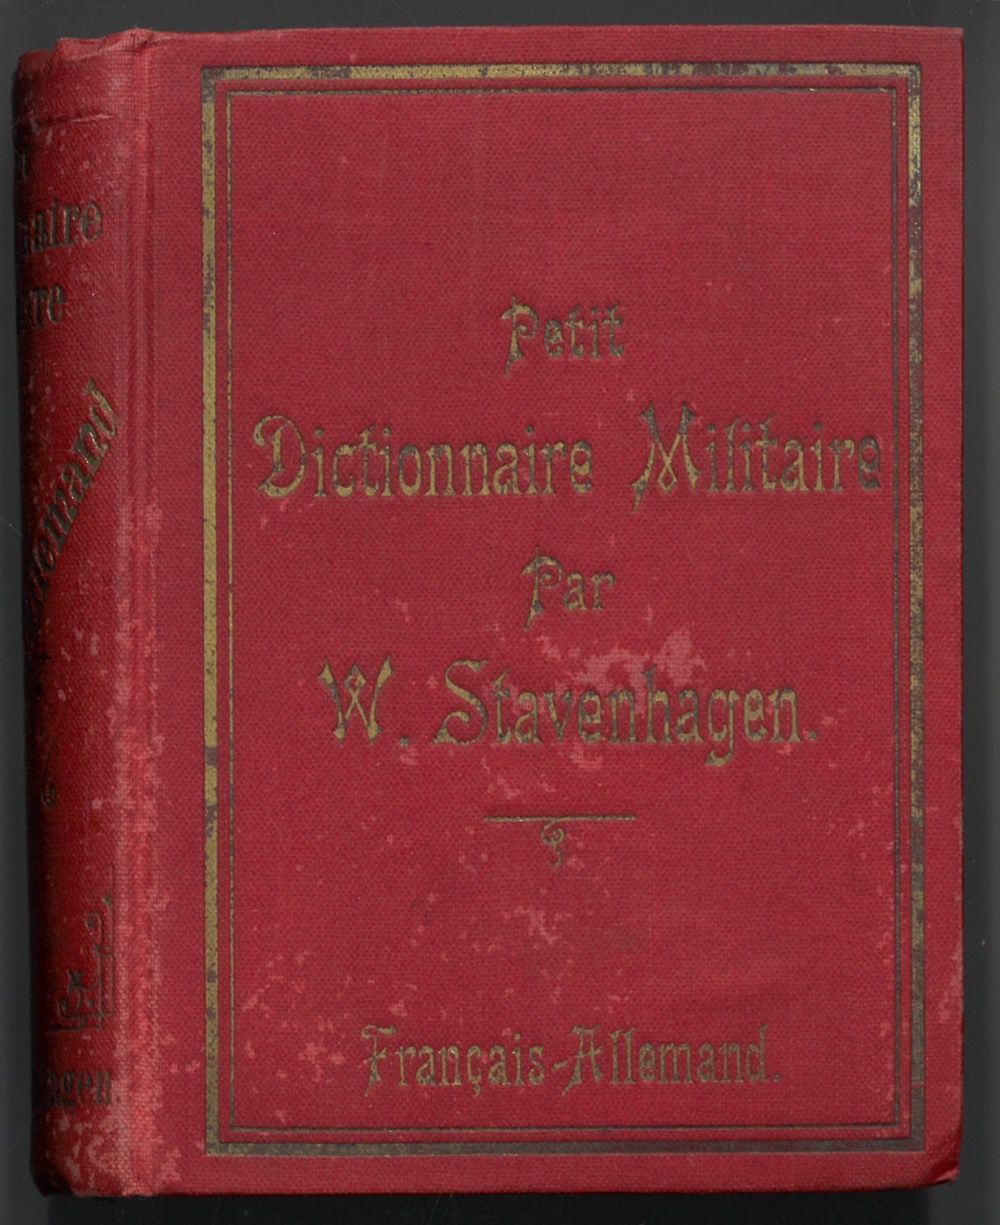 Petit
Dictionnaire Militaire
Par
W. Stavenhagen.
Français-Allemand.